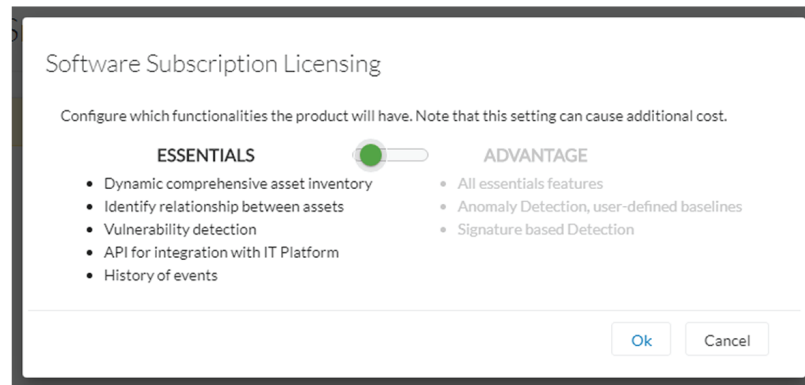 Software Subscription Licensing
Configure which functionalities the product will have. Note that this setting can cause additional cost.
ESSENTIALS
• Dynamic comprehensive asset inventory
• Identify relationship between assets
• Vulnerability detection
• API for integration with IT Platform
• History of events
ADVANTAGE
• All essentials features
• Anomaly Detection, user-defined baselines
• Signature based Detection
Ok
Cancel